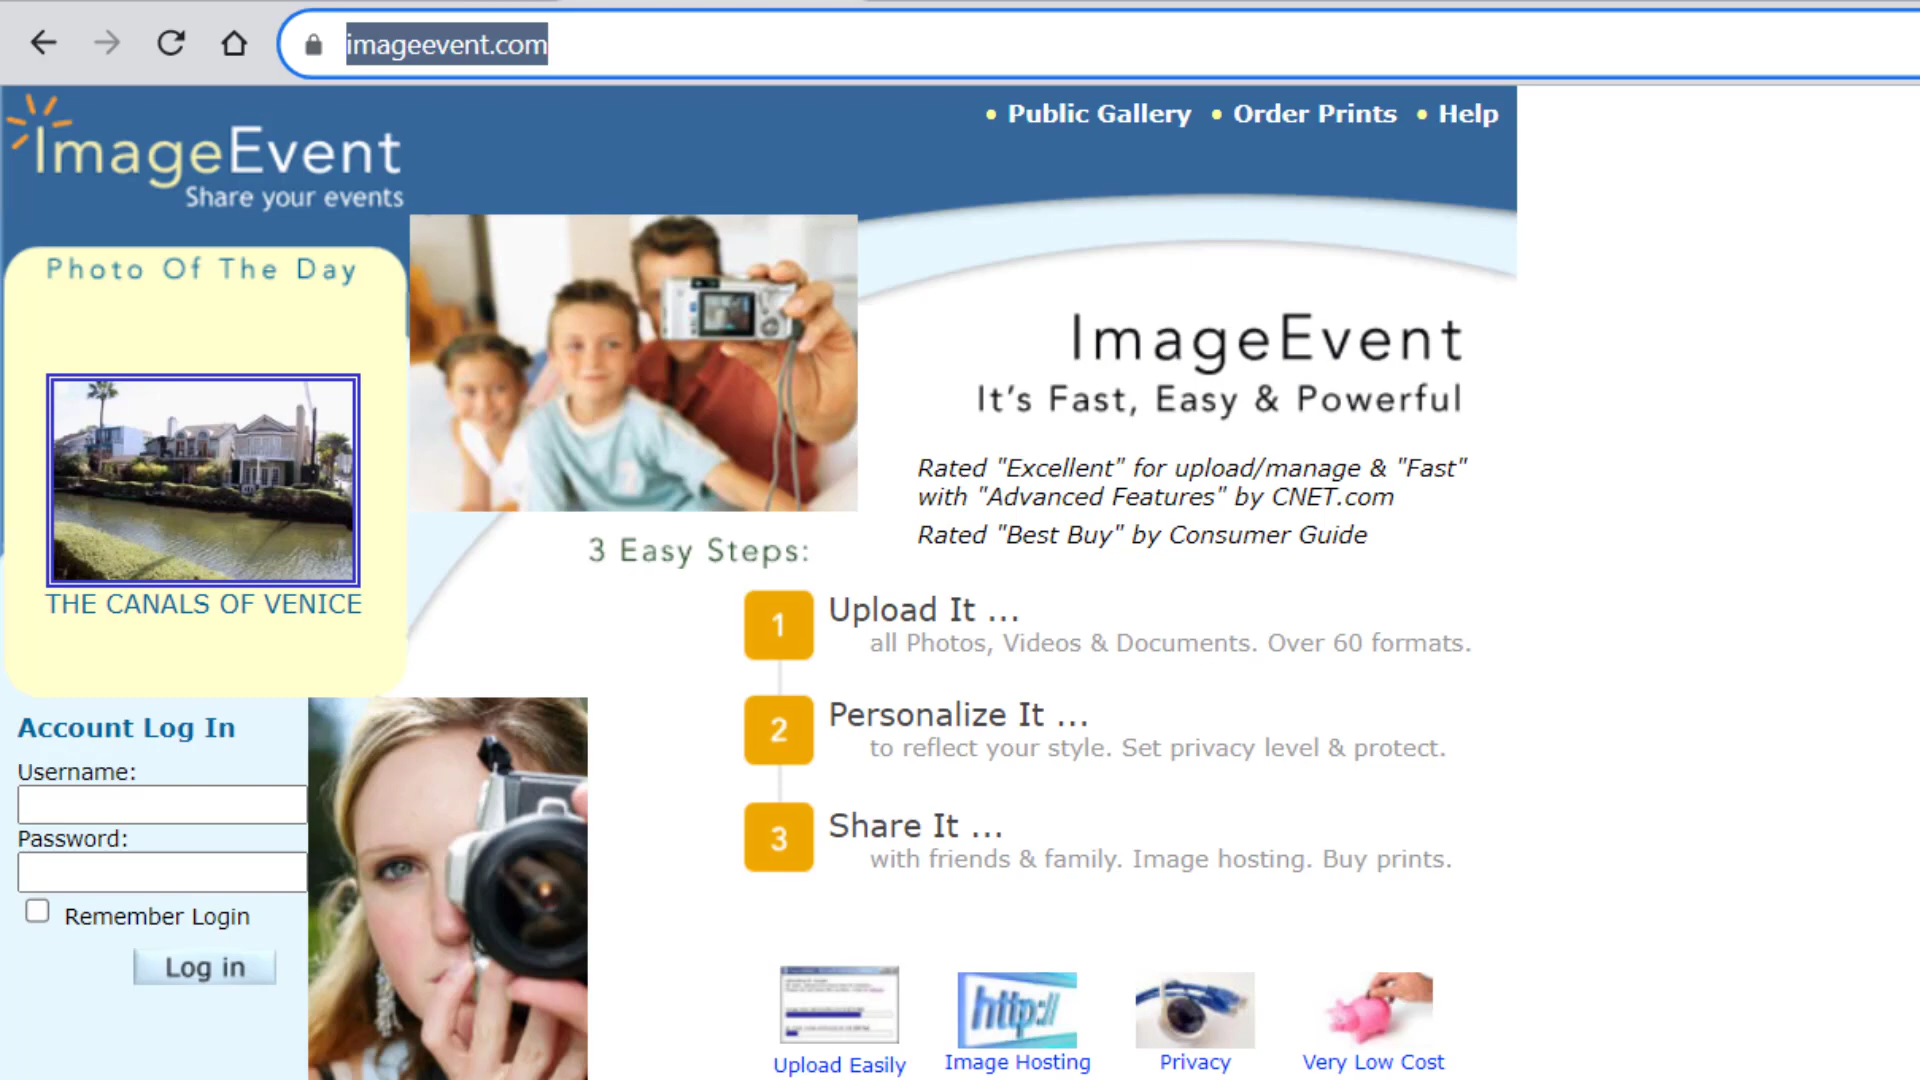 imageevent.com
• Public Gallery • Order Prints • Help
ImageEvent
Share your events
Photo Of The Day
THE CANALS OF VENICE
ImageEvent
It's Fast, Easy & Powerful
Rated "Excellent" for upload/manage & "Fast"
with "Advanced Features" by CNET.com
Rated "Best Buy" by Consumer Guide
3 Easy Steps:
1 Upload It ...
all Photos, Videos & Documents. Over 60 formats.
2 Personalize It ...
to reflect your style. Set privacy level & protect.
3 Share It ...
with friends & family. Image hosting. Buy prints.
Account Log In
Username:
Password:
Remember Login
Log in
http://
Upload Easily
Image Hosting
Privacy
Very Low Cost